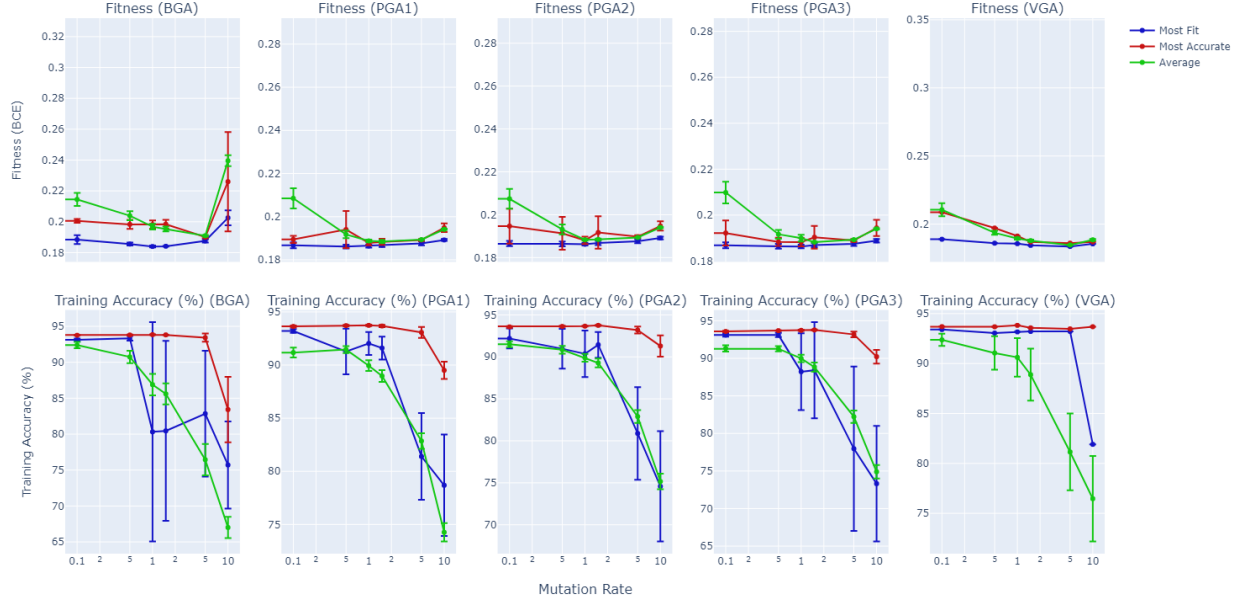 Fitness (BGA)
Fitness (PGA1)
Fitness (PGA2)
Fitness (PGA3)
Fitness (VGA)
Most Fit
Most Accurate
Average
Fitness (BCE)
0.32
0.3
0.28
0.26
0.24
0.22
0.2
0.18
0.28
0.26
0.24
0.22
0.2
0.18
0.28
0.26
0.24
0.22
0.2
0.18
0.28
0.26
0.24
0.22
0.2
0.18
0.35
0.3
0.25
0.2
Training Accuracy (%) (BGA)
Training Accuracy (%) (PGA1)
Training Accuracy (%) (PGA2)
Training Accuracy (%) (PGA3)
Training Accuracy (%) (VGA)
Training Accuracy (%)
95
90
85
80
75
70
65
95
90
85
80
75
95
90
85
80
75
70
95
90
85
80
75
70
65
95
90
85
80
75
0.1 2 5 1 2 5 10
0.1 2 5 1 2 5 10
0.1 2 5 1 2 5 10
0.1 2 5 1 2 5 10
0.1 2 5 1 2 5 10
Mutation Rate